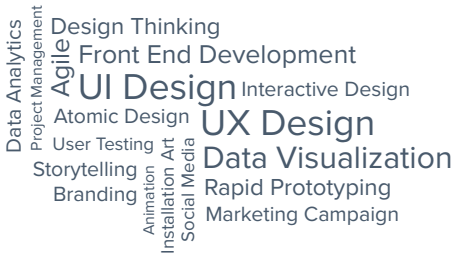 Data Analytics
Project Management
Design Thinking
Agile
Front End Development
UI Design
Interactive Design
Atomic Design
UX Design
User Testing
Data Visualization
Storytelling
Branding
Animation
Installation Art
Social Media
Rapid Prototyping
Marketing Campaign